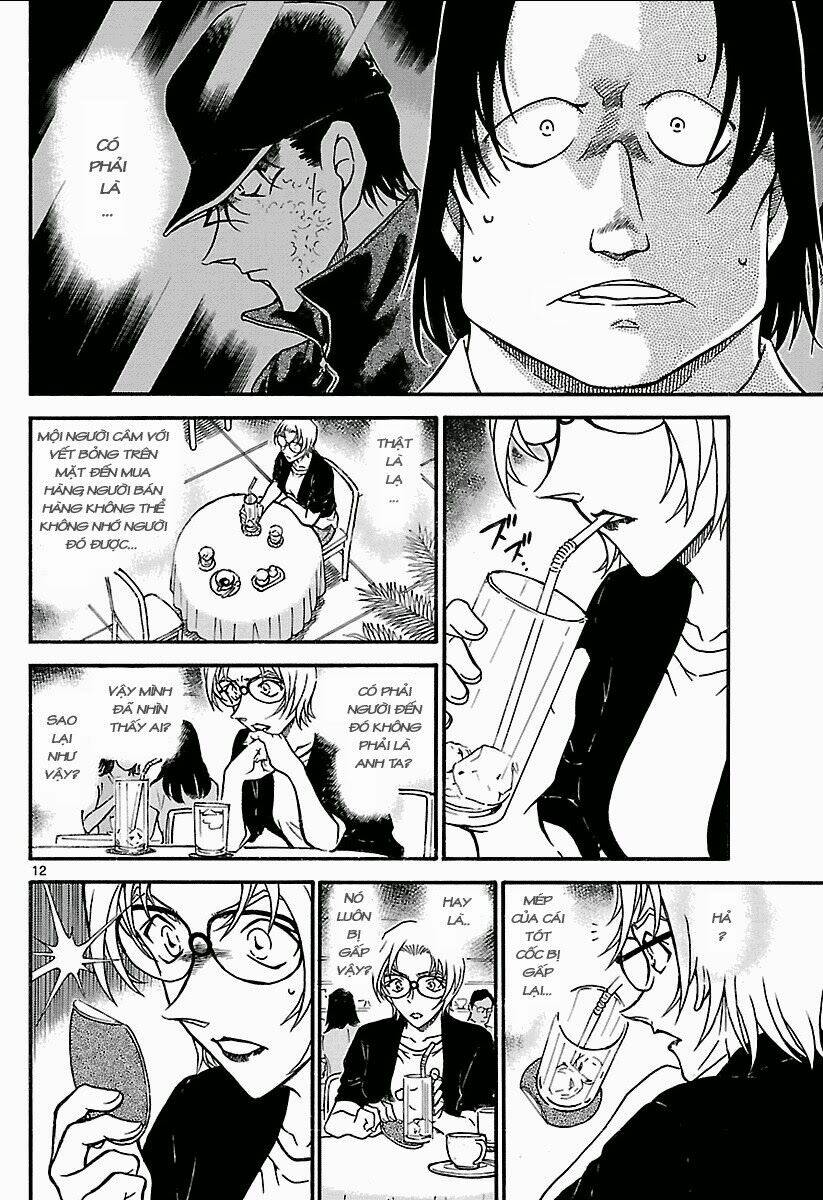 CÓ
PHẢI
LÀ
...
ズズ...
THẬT
LÀ
LẠ
...
MỘI NGƯỜI CÂM VỚI
VẾT BỎNG TRÊN
MẶT ĐẾN MUA
HÀNG NGƯỜI BÁN
HÀNG KHÔNG THỂ
KHÔNG NHỚ NGƯỜI
ĐÓ ĐƯỢC...
CÓ PHẢI
NGƯỜI ĐẾN
ĐÓ KHÔNG
PHẢI LÀ
ANH TA?
VẬY MÌNH
ĐÃ NHÌN
THẤY AI?
SAO
LẠI
NHƯ
VẬY?
12
HẢ
?
MÉP
CỦA CÁI
TÓT
CỐC BỊ
GẤP
LẠI...
HAY
LÀ..
NÓ
LUÔN
BỊ
GẤP
VẬY?